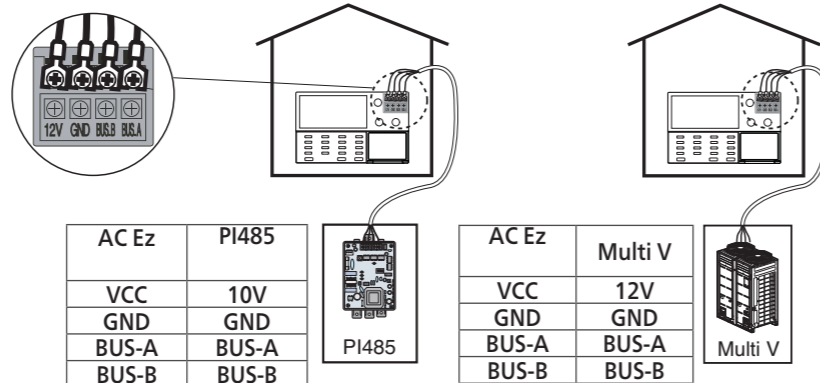 12V GND BUS.B BUS.A
AC Ez PI485
VCC 10V
GND GND
BUS-A BUS-A
BUS-B BUS-B
PI485
AC Ez Multi V
VCC 12V
GND GND
BUS-A BUS-A
BUS-B BUS-B
Multi V